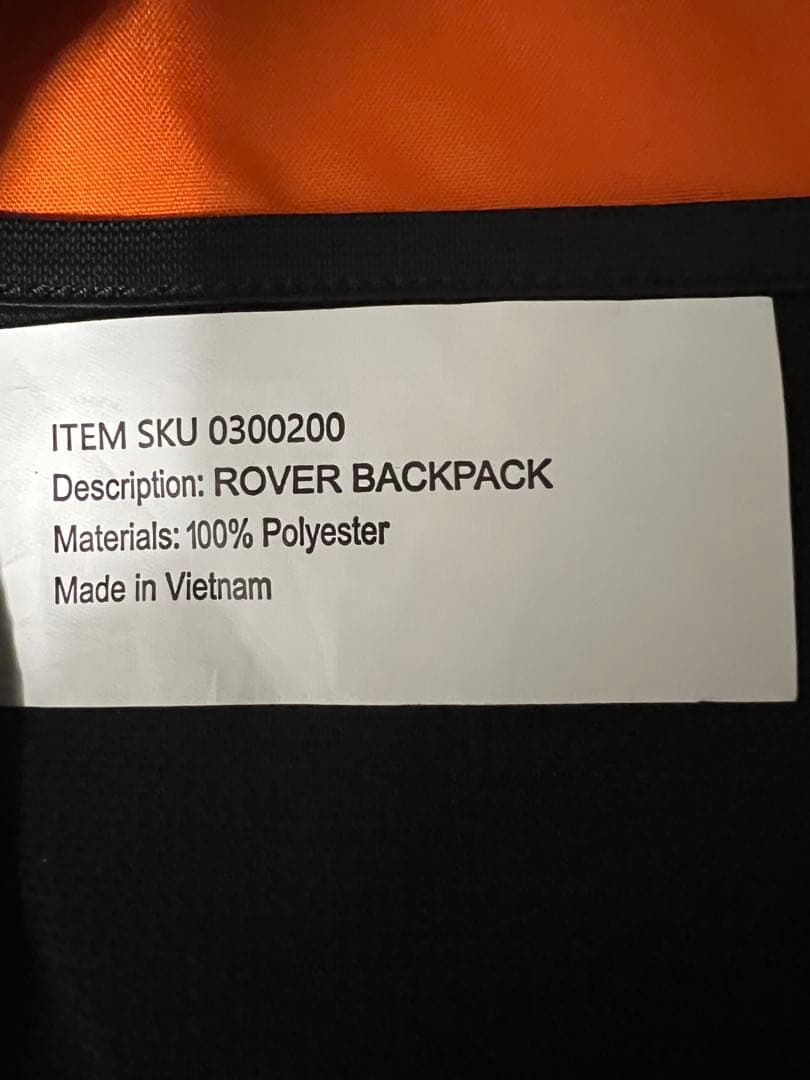 ITEM SKU 0300200
Description: ROVER BACKPACK
Materials: 100% Polyester
Made in Vietnam